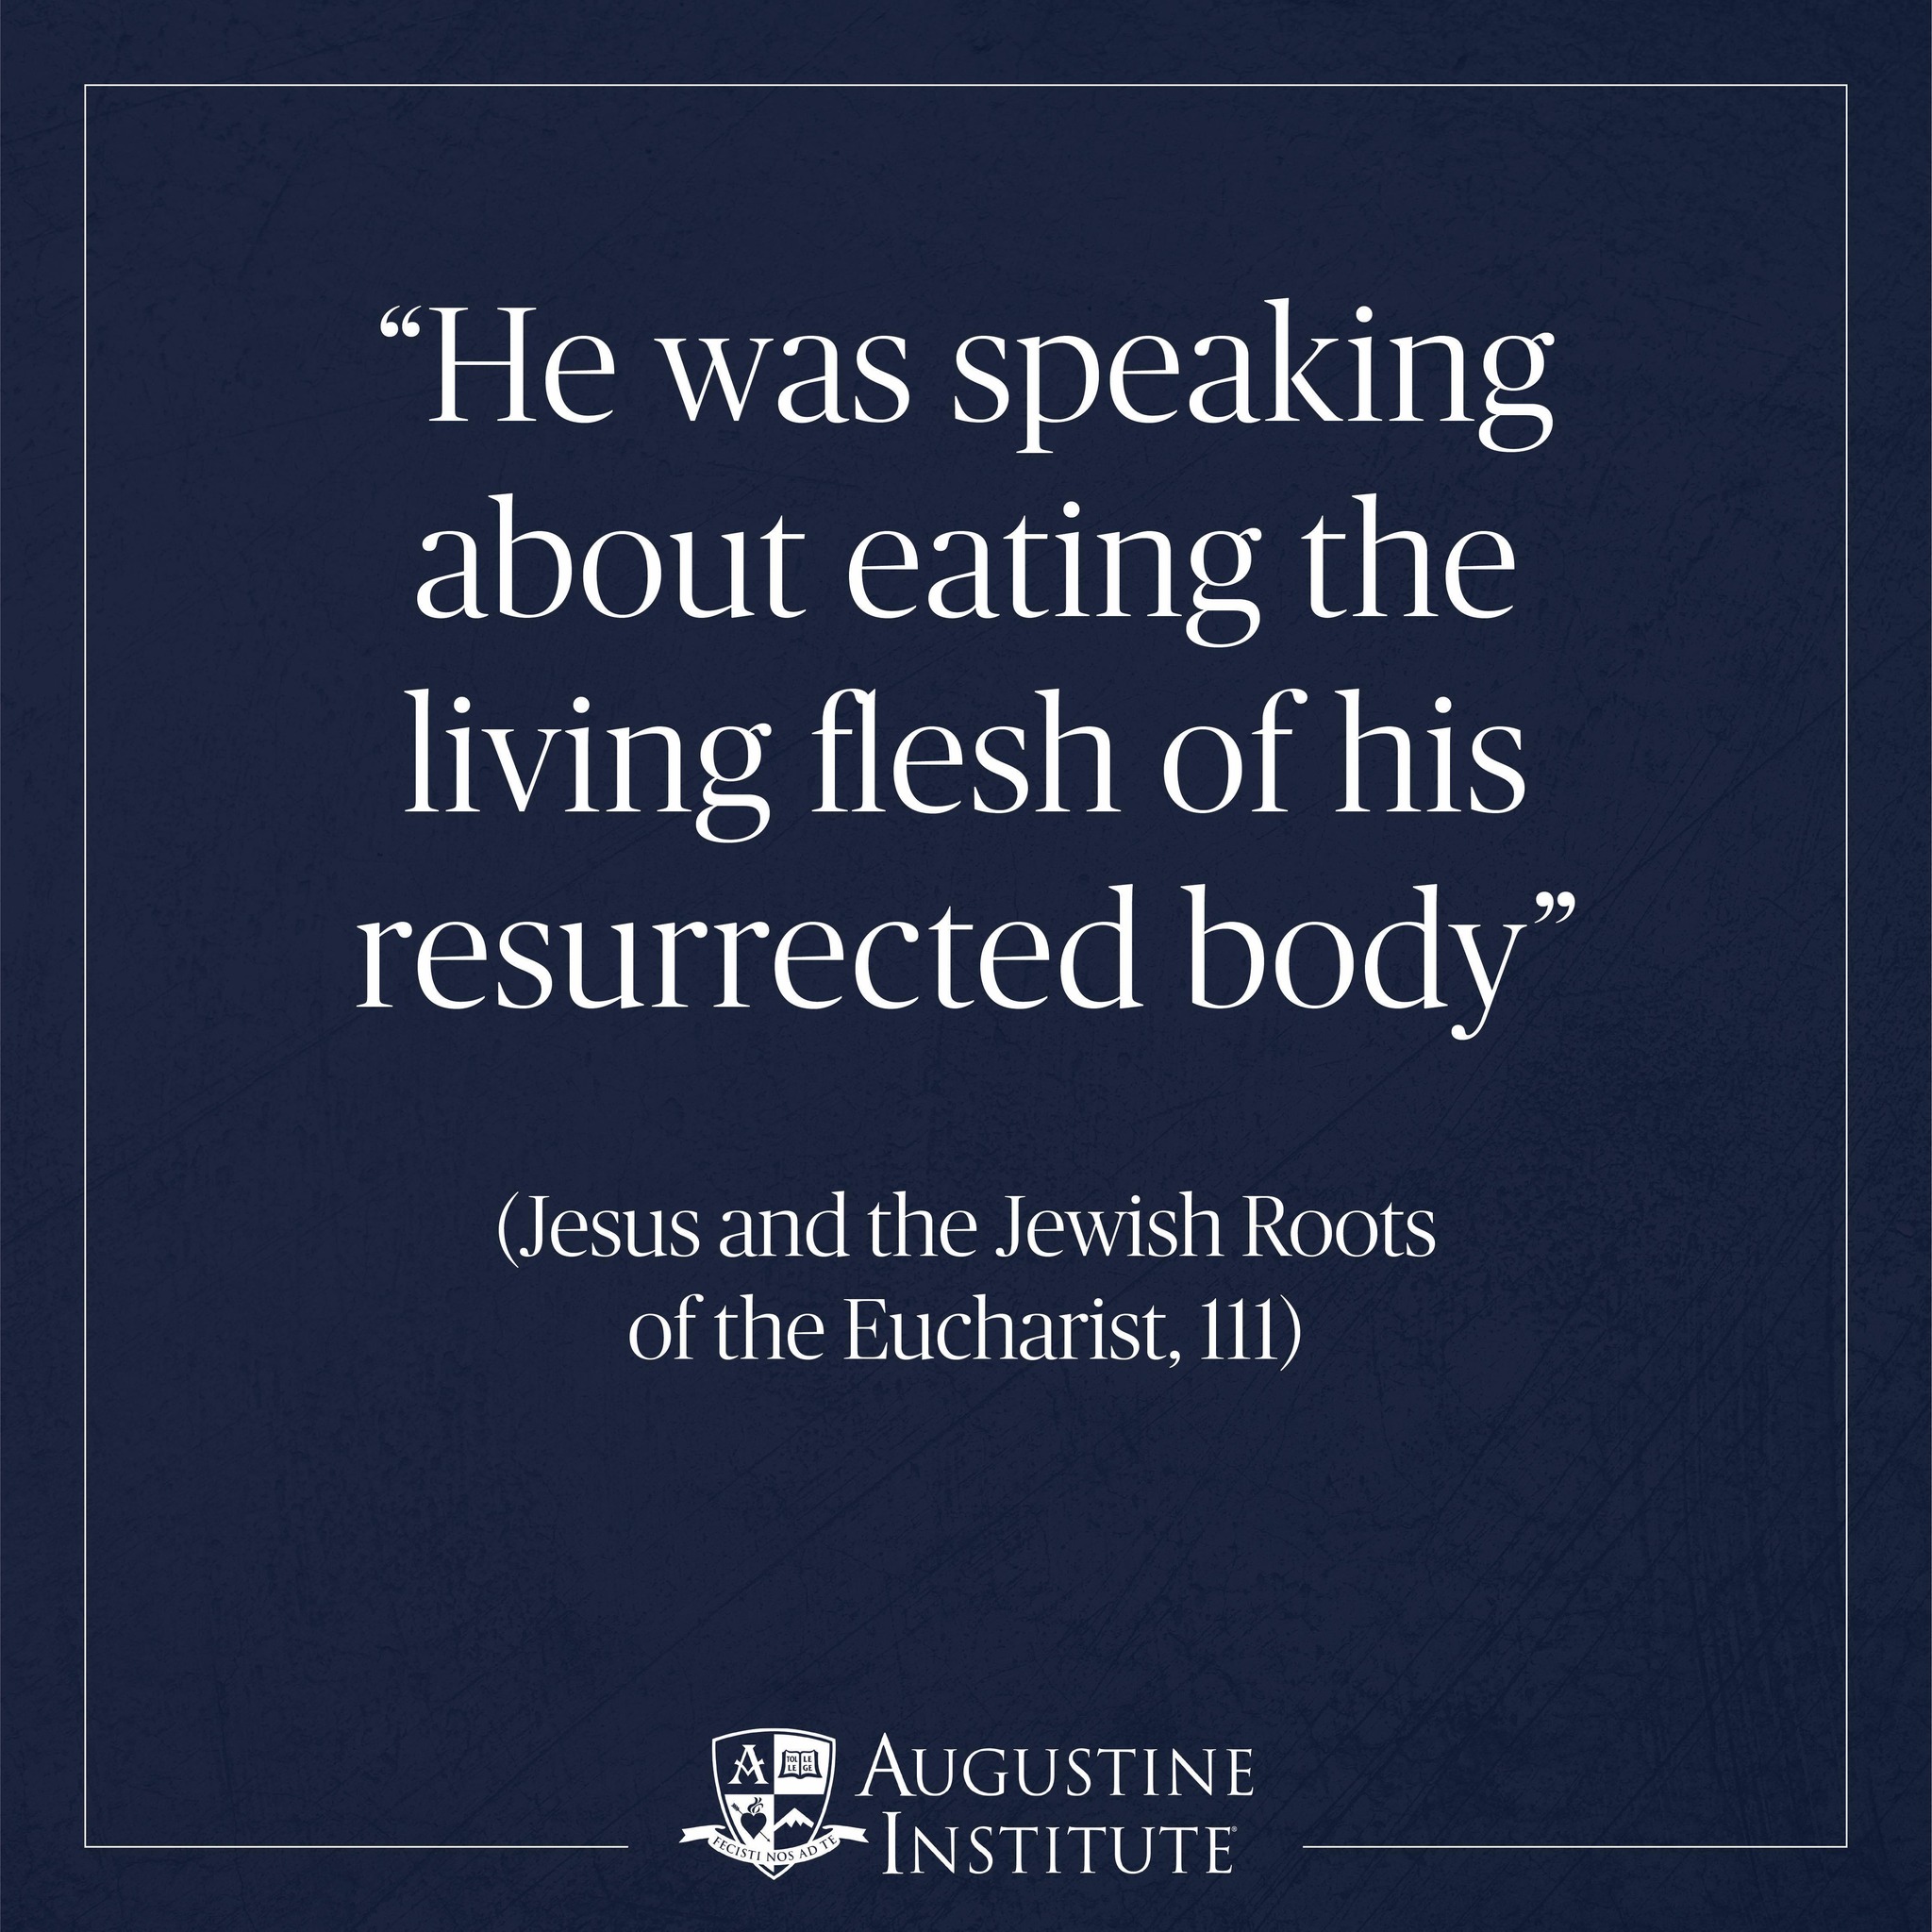 “He was speaking
about eating the
living flesh of his
resurrected body”
(Jesus and the Jewish Roots
of the Eucharist, 111)
A
TOL LE
LE GE
FECISTI NOS AD TE
AUGUSTINE
INSTITUTE®